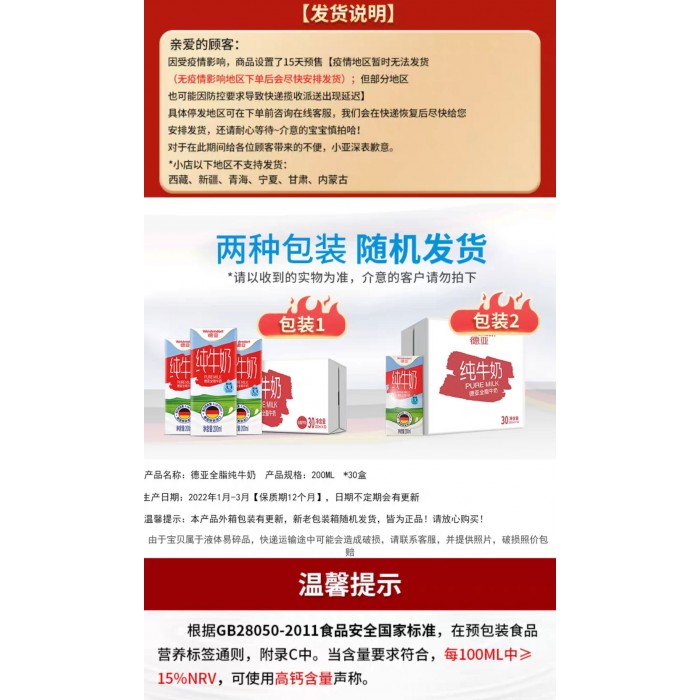 【发货说明】
亲爱的顾客：
因受疫情影响，商品设置了15天预售【疫情地区暂时无法发货
（无疫情影响地区下单后会尽快安排发货）；但部分地区
也可能因防控要求导致快递揽收派送出现延迟】
具体停发地区可在下单前咨询在线客服，我们会在快递恢复后尽快给您
安排发货，还请耐心等待~介意的宝宝慎拍哈！
对于在此期间给各位顾客带来的不便，小亚深表歉意。
*小店以下地区不支持发货：
西藏、新疆、青海、宁夏、甘肃、内蒙古
两种包装 随机发货
*请以收到的实物为准，介意的客户请勿拍下
包装1
包装2
德亚
纯牛奶
PURE MILK
德亚全脂牛奶
30
德亚
纯牛奶
PURE MILK
30
产品名称：德亚全脂纯牛奶 产品规格：200ML *30盒
生产日期：2022年1月-3月【保质期12个月】，日期不定期会有更新
温馨提示：本产品外箱包装有更新，新老包装箱随机发货，皆为正品！请放心购买！
由于宝贝属于液体易碎品，快递运输途中可能会造成破损，请联系客服，并提供照片，破损照价包
赔
温馨提示
根据GB28050-2011食品安全国家标准，在预包装食品
营养标签通则，附录C中。当含量要求符合，每100ML中≥
15%NRV，可使用高钙含量声称。